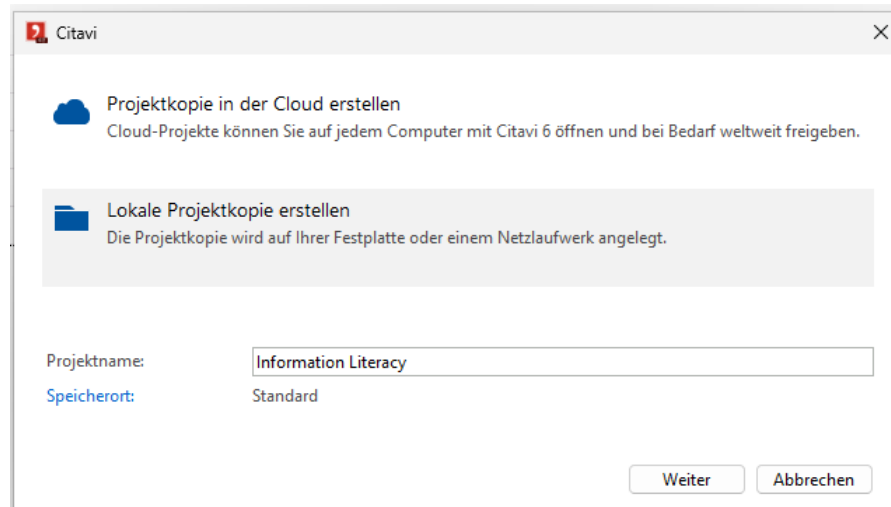 Citavi
Projektkopie in der Cloud erstellen
Cloud-Projekte können Sie auf jedem Computer mit Citavi 6 öffnen und bei Bedarf weltweit freigeben.
Lokale Projektkopie erstellen
Die Projektkopie wird auf Ihrer Festplatte oder einem Netzlaufwerk angelegt.
Projektname: Information Literacy
Speicherort: Standard
Weiter Abbrechen